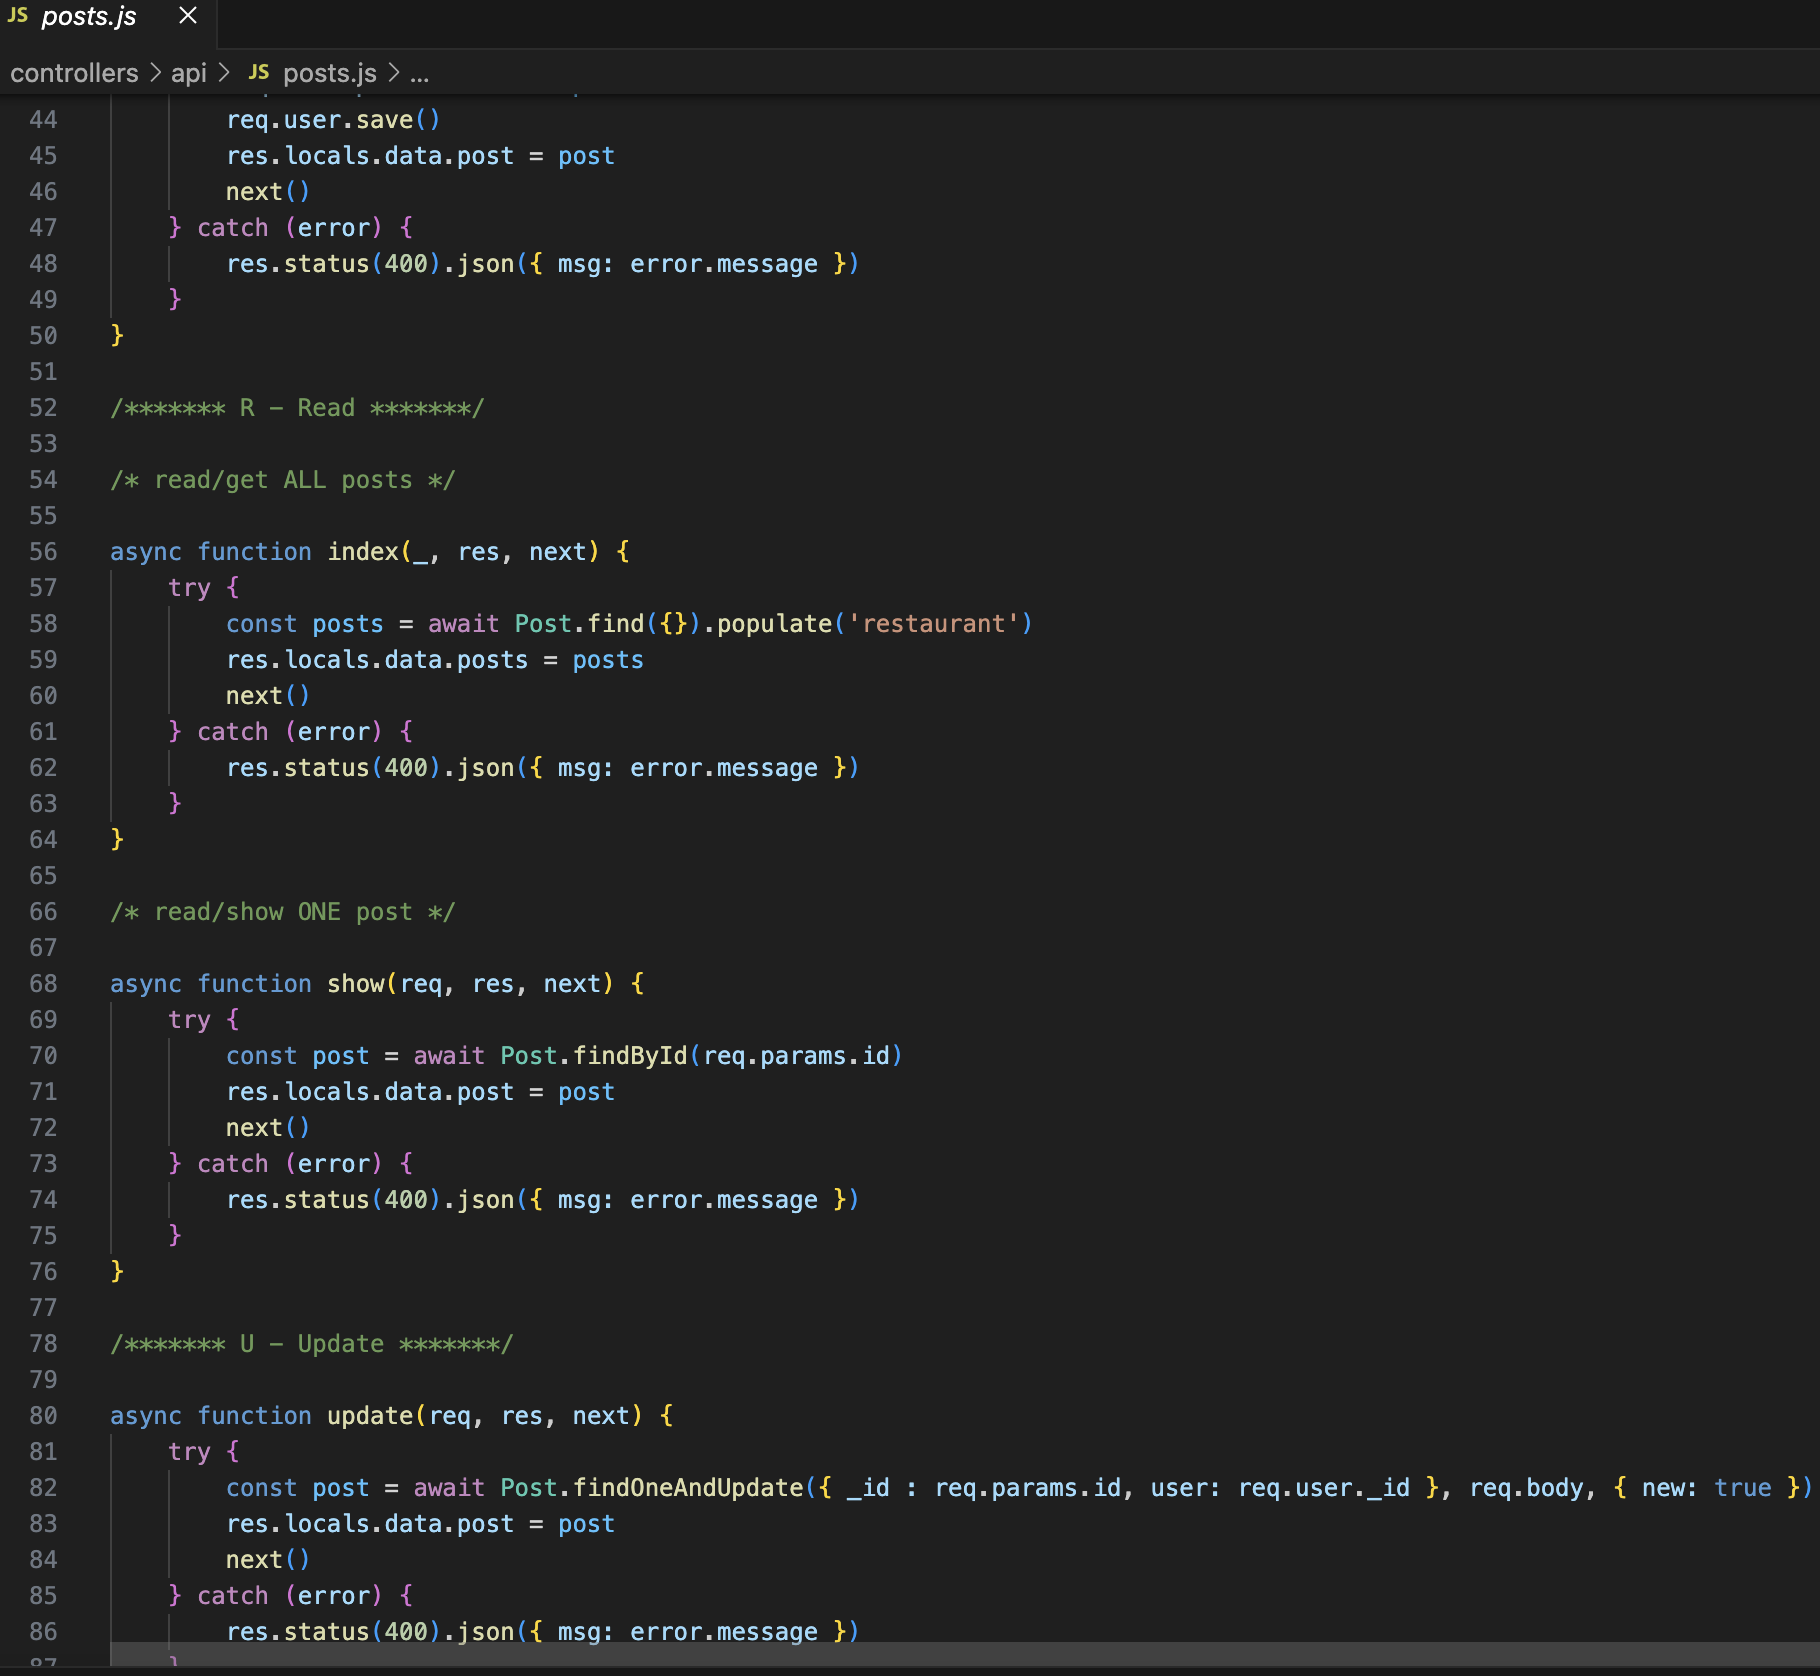 JS posts.js ×
controllers > api > JS posts.js > ...
44 req.user.save()
45 res.locals.data.post = post
46 next()
47 } catch (error) {
48 res.status(400).json({ msg: error.message })
49 }
50 }
51
52 /******* R - Read *******/
53
54 /* read/get ALL posts */
55
56 async function index(_, res, next) {
57 try {
58 const posts = await Post.find({}).populate('restaurant')
59 res.locals.data.posts = posts
60 next()
61 } catch (error) {
62 res.status(400).json({ msg: error.message })
63 }
64 }
65
66 /* read/show ONE post */
67
68 async function show(req, res, next) {
69 try {
70 const post = await Post.findById(req.params.id)
71 res.locals.data.post = post
72 next()
73 } catch (error) {
74 res.status(400).json({ msg: error.message })
75 }
76 }
77
78 /******* U - Update *******/
79
80 async function update(req, res, next) {
81 try {
82 const post = await Post.findOneAndUpdate({ _id : req.params.id, user: req.user._id }, req.body, { new: true })
83 res.locals.data.post = post
84 next()
85 } catch (error) {
86 res.status(400).json({ msg: error.message })
87 }